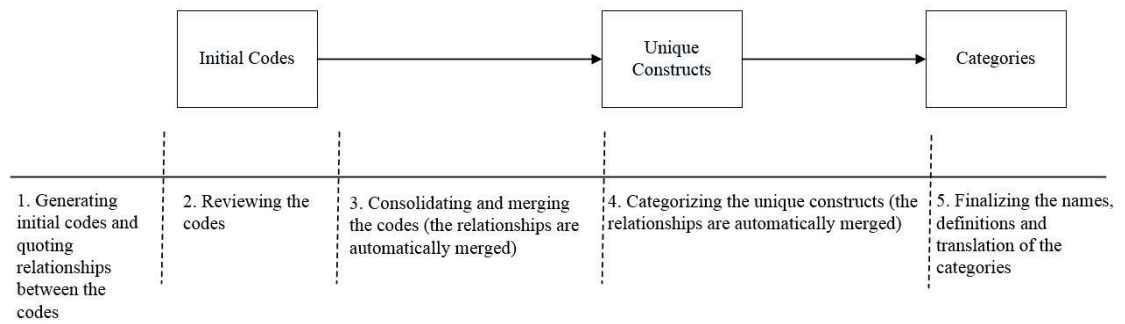 Initial Codes
Unique
Constructs
Categories
1. Generating
initial codes and
quoting
relationships
between the
codes
2. Reviewing the
codes
3. Consolidating and merging
the codes (the relationships are
automatically merged)
4. Categorizing the unique constructs (the
relationships are automatically merged)
5. Finalizing the names,
definitions and
translation of the
categories